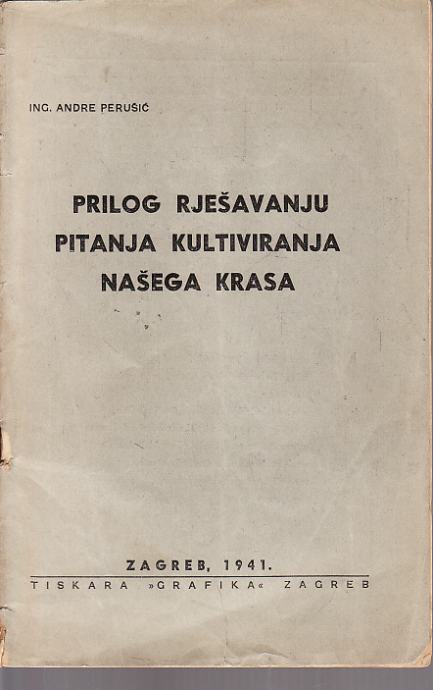 ING. ANDRE PERUŠIĆ
PRILOG RJEŠAVANJU
PITANJA KULTIVIRANJA
NAŠEGA KRASA
ZAGREB, 1941.
TISKARA »GRAFIKA« ZAGREB